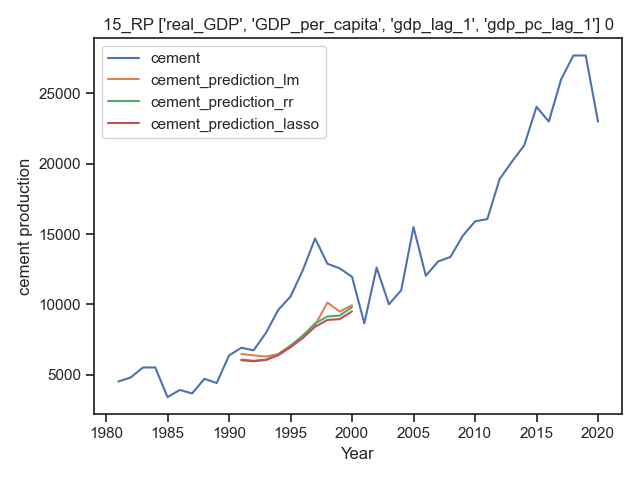 15_RP ['real_GDP', 'GDP_per_capita', 'gdp_lag_1', 'gdp_pc_lag_1'] 0
cement
cement_prediction_lm
cement_prediction_rr
cement_prediction_lasso
cement production
25000
20000
15000
10000
5000
1980 1985 1990 1995 2000 2005 2010 2015 2020
Year